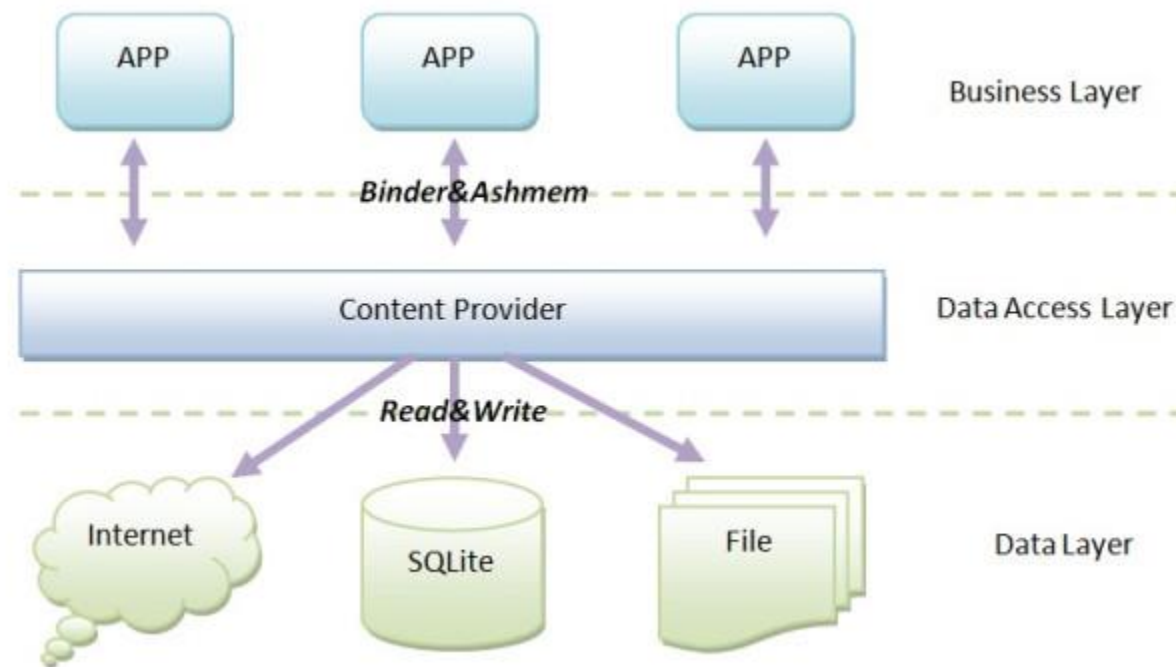 APP
APP
APP
Business Layer
Binder&Ashmem
Content Provider
Data Access Layer
Read&Write
Internet
SQLite
File
Data Layer